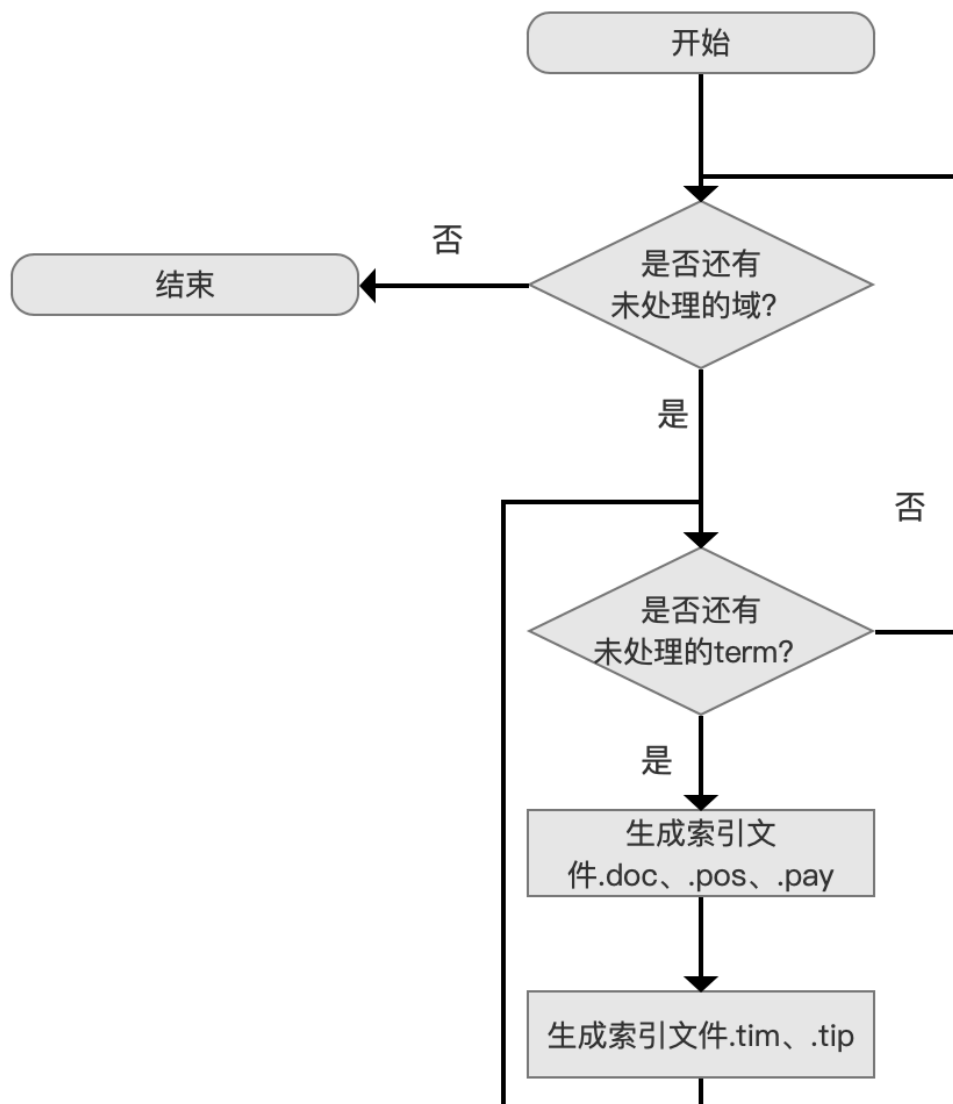 开始
否
结束
是否还有
未处理的域?
是
否
是否还有
未处理的term?
是
生成索引文
件.doc、.pos、.pay
生成索引文件.tim、.tip